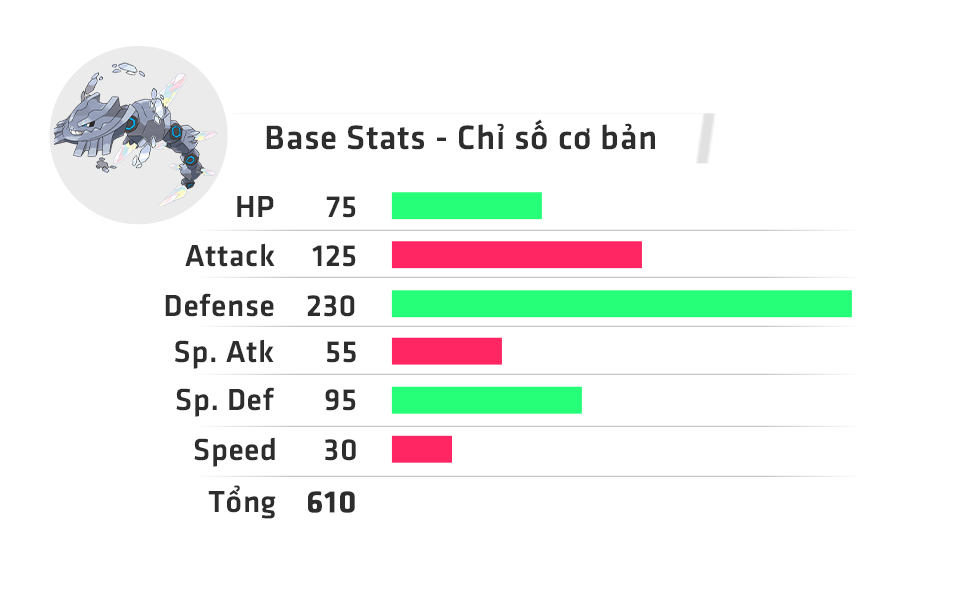 Base Stats - Chỉ số cơ bản
HP 75
Attack 125
Defense 230
Sp. Atk 55
Sp. Def 95
Speed 30
Tổng 610